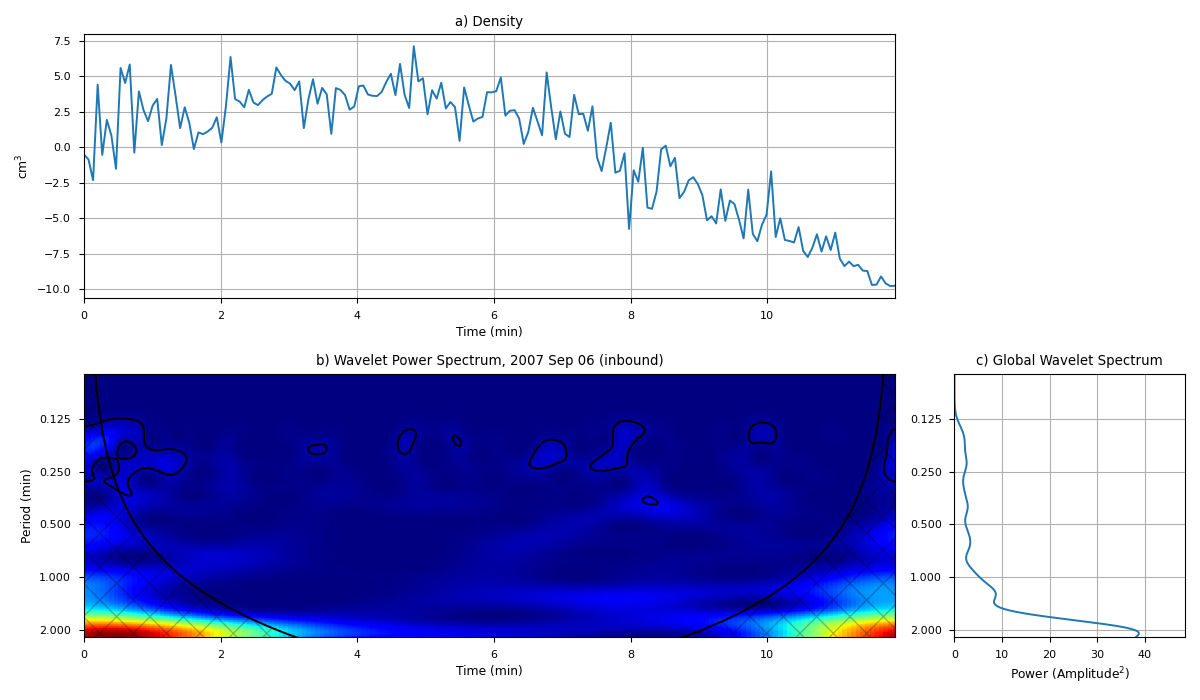 a) Density
7.5
5.0
2.5
0.0
−2.5
−5.0
−7.5
−10.0
cm³
0 2 4 6 8 10
Time (min)
b) Wavelet Power Spectrum, 2007 Sep 06 (inbound)
0.125
0.250
0.500
1.000
2.000
Period (min)
0 2 4 6 8 10
Time (min)
c) Global Wavelet Spectrum
0.125
0.250
0.500
1.000
2.000
0 10 20 30 40
Power (Amplitude²)